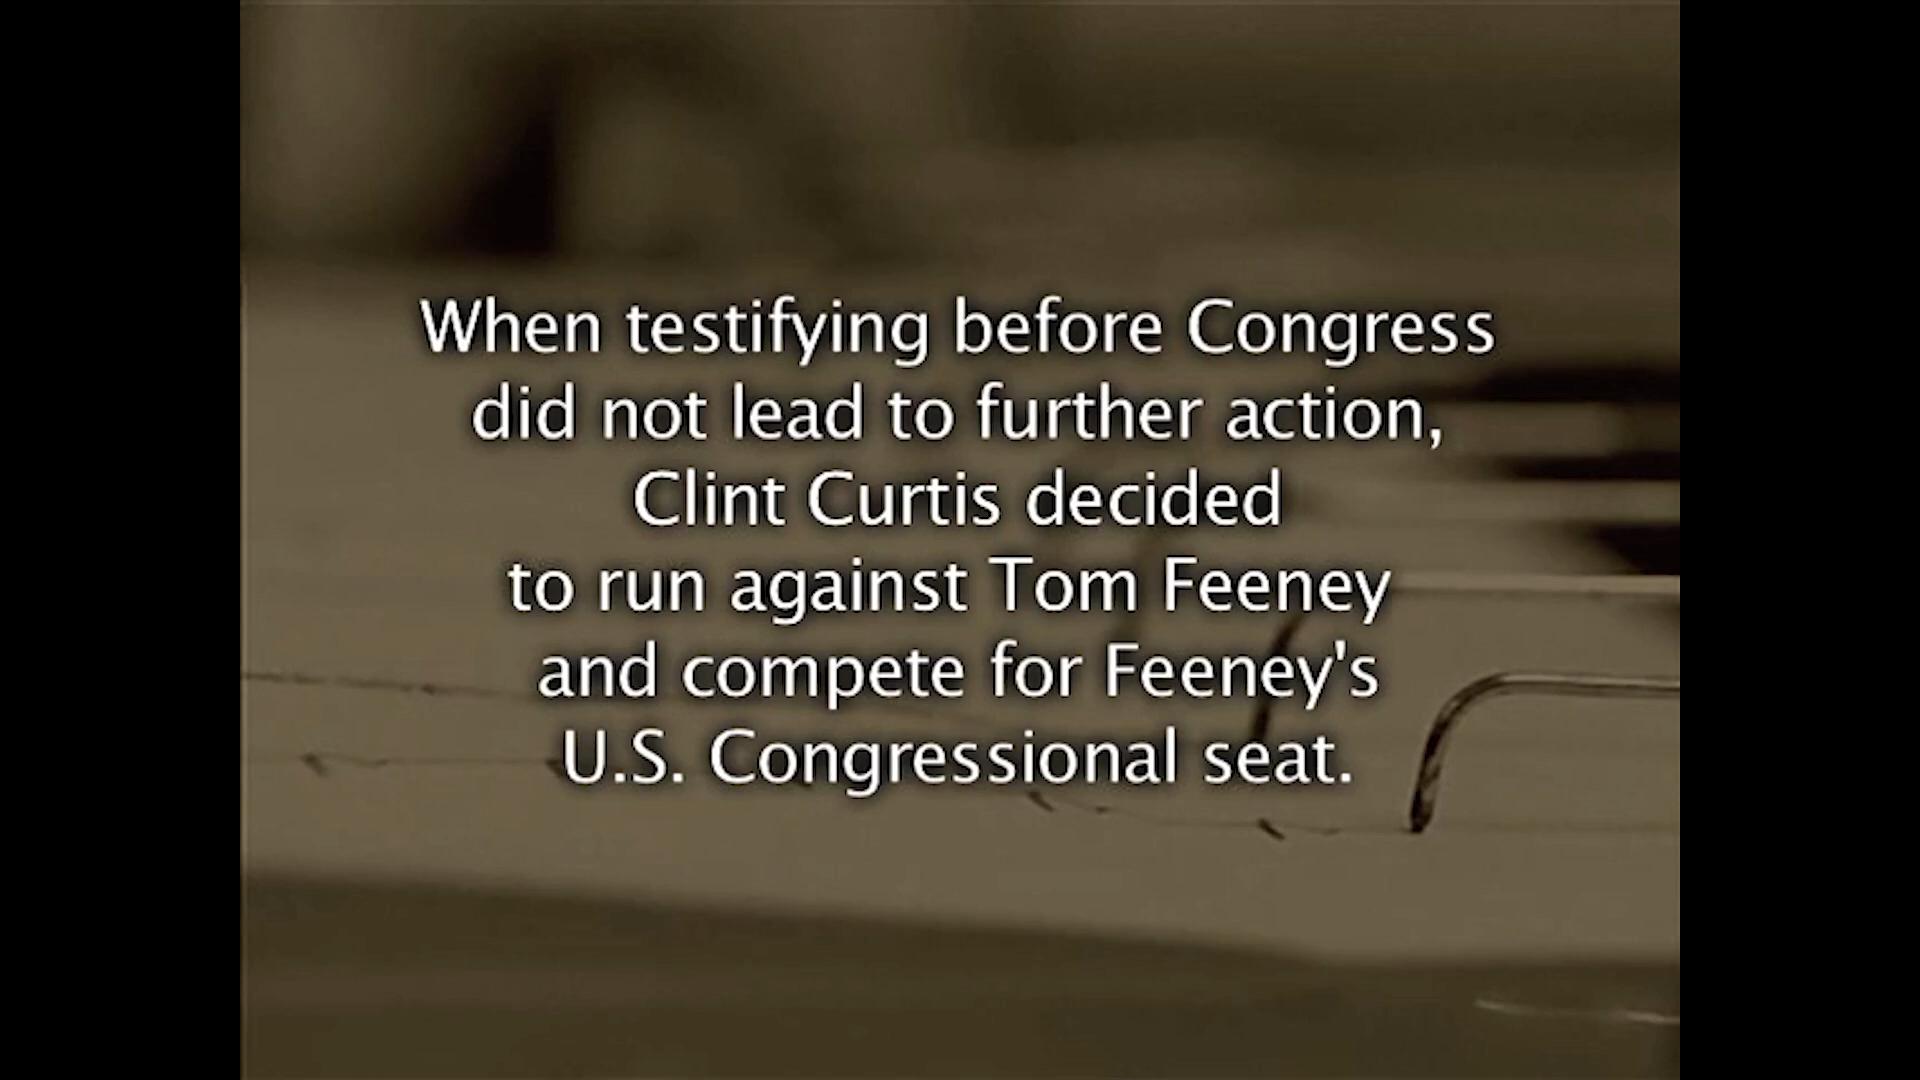 When testifying before Congress
did not lead to further action,
Clint Curtis decided
to run against Tom Feeney
and compete for Feeney's
U.S. Congressional seat.